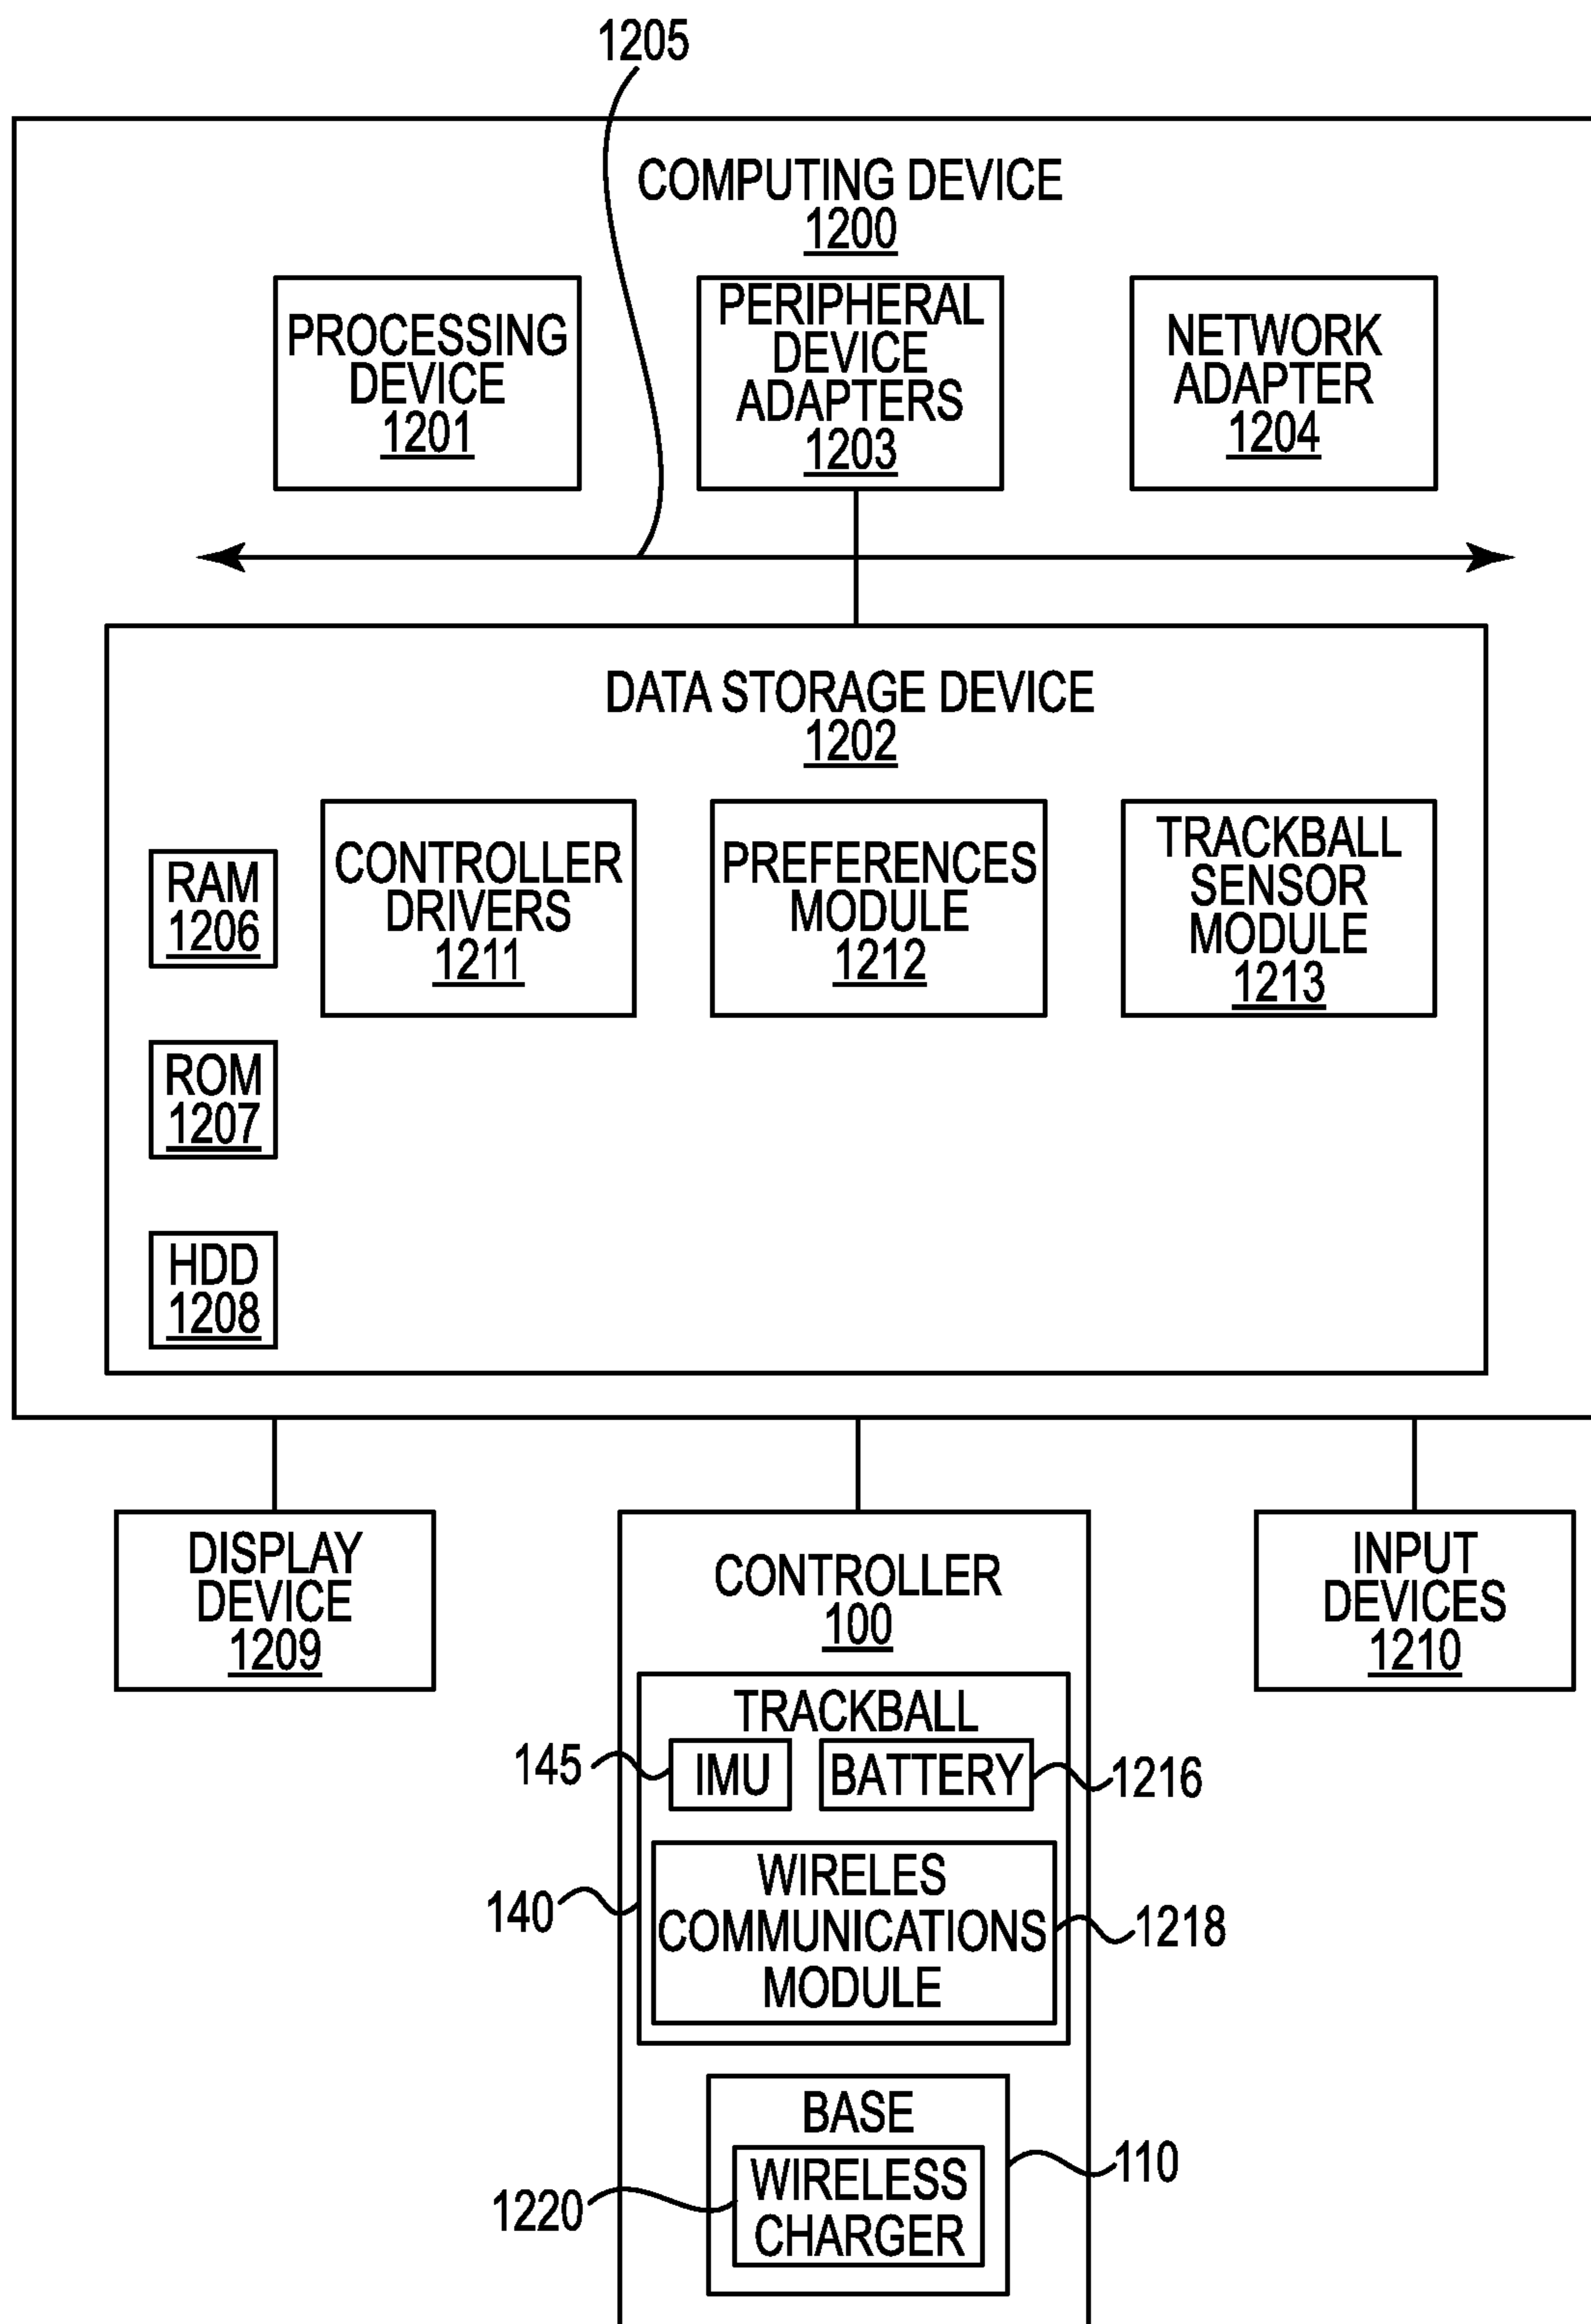 1205
COMPUTING DEVICE
1200
PROCESSING
DEVICE
1201
PERIPHERAL
DEVICE
ADAPTERS
1203
NETWORK
ADAPTER
1204
DATA STORAGE DEVICE
1202
RAM
1206
CONTROLLER
DRIVERS
1211
PREFERENCES
MODULE
1212
TRACKBALL
SENSOR
MODULE
1213
ROM
1207
HDD
1208
DISPLAY
DEVICE
1209
CONTROLLER
100
INPUT
DEVICES
1210
TRACKBALL
145
IMU
BATTERY
1216
140
WIRELES
COMMUNICATIONS
MODULE
1218
BASE
110
1220
WIRELESS
CHARGER